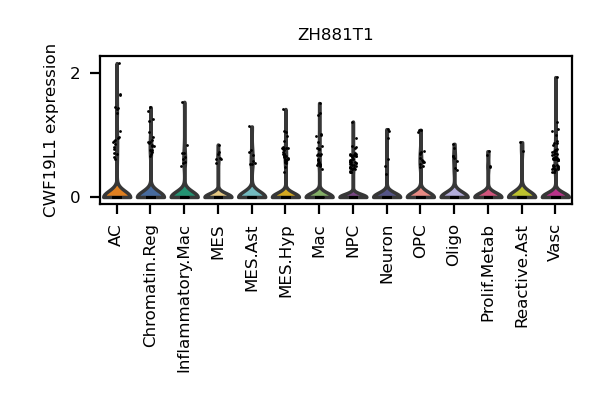 ZH881T1
CWF19L1 expression
2
0
AC
Chromatin.Reg
Inflammatory.Mac
MES
MES.Ast
MES.Hyp
Mac
NPC
Neuron
OPC
Oligo
Prolif.Metab
Reactive.Ast
Vasc